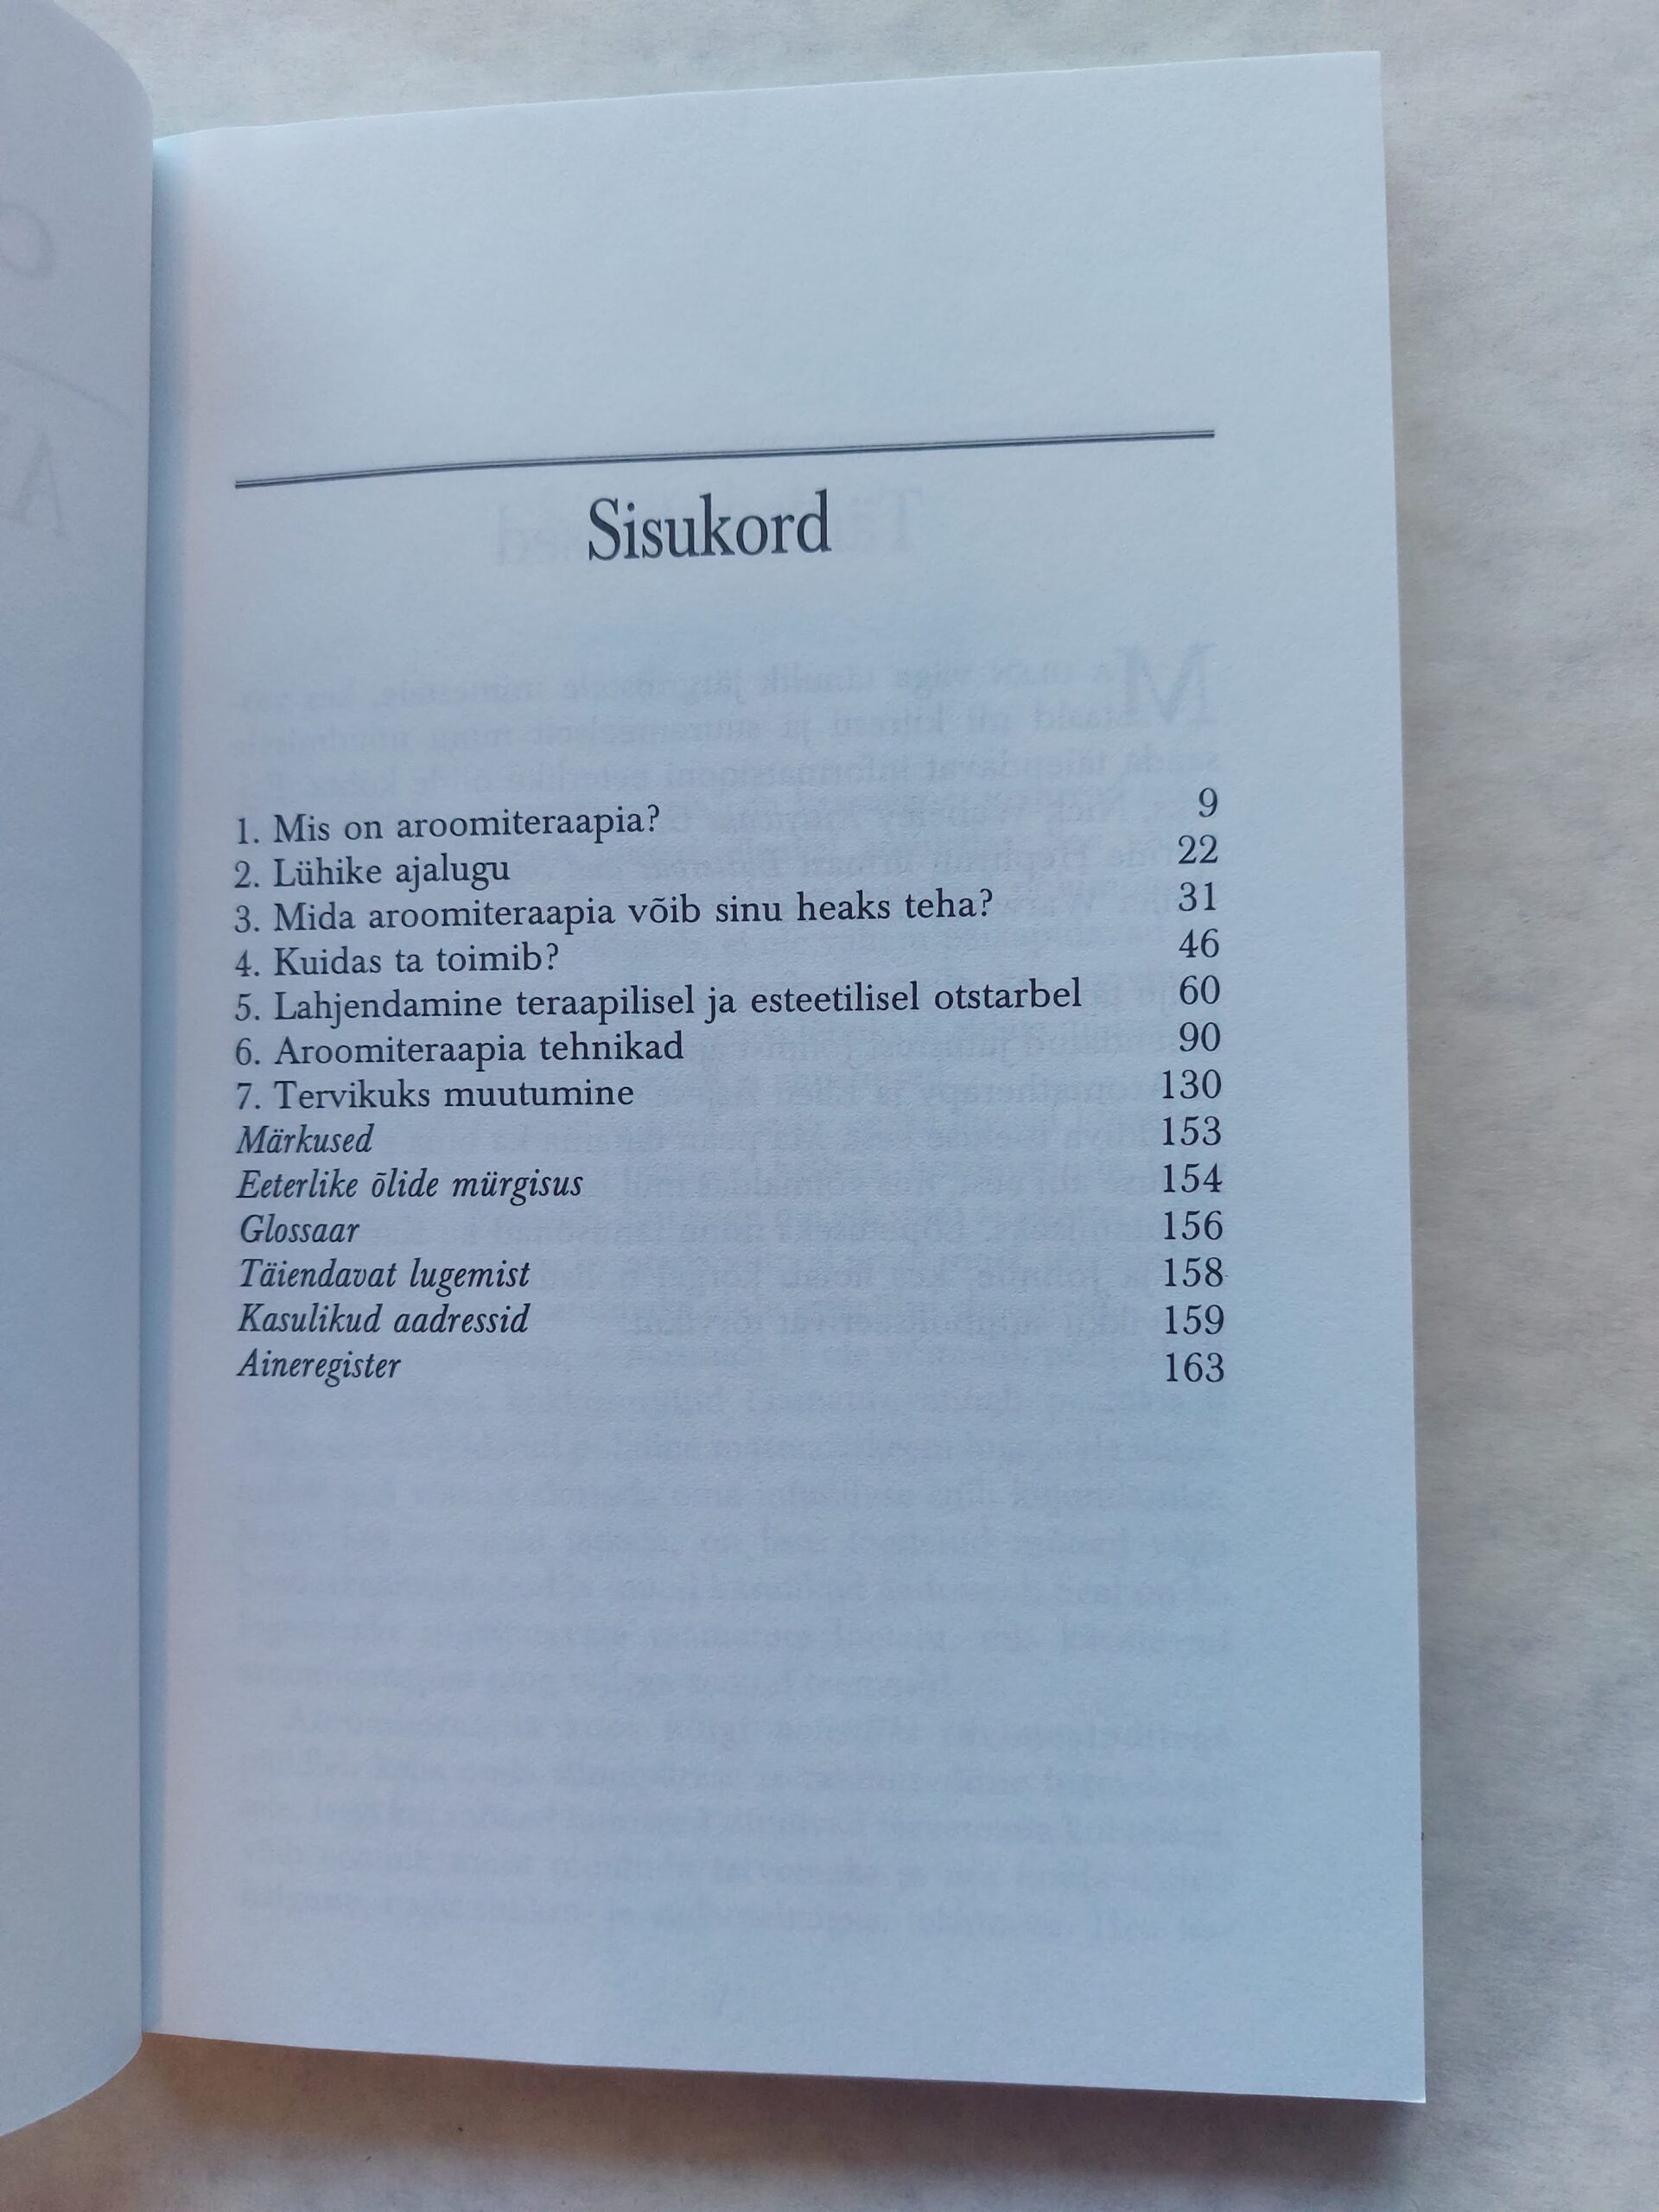 Sisukord
1. Mis on aroomiteraapia? 9
2. Lühike ajalugu 22
3. Mida aroomiteraapia võib sinu heaks teha? 31
4. Kuidas ta toimib? 46
5. Lahjendamine teraapilisel ja esteetilisel otstarbel 60
6. Aroomiteraapia tehnikad 90
7. Tervikuks muutumine 130
Märkused 153
Eeterlike õlide mürgisus 154
Glossaar 156
Täiendavat lugemist 158
Kasulikud aadressid 159
Aineregister 163